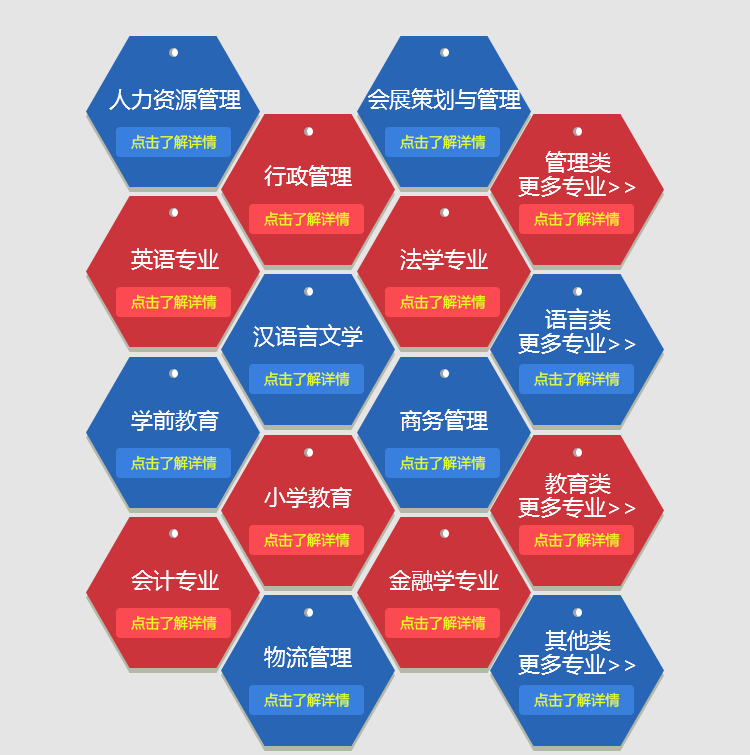 人力资源管理
点击了解详情
会展策划与管理
点击了解详情
行政管理
点击了解详情
管理类
更多专业>>
点击了解详情
英语专业
点击了解详情
法学专业
点击了解详情
汉语言文学
点击了解详情
语言类
更多专业>>
点击了解详情
学前教育
点击了解详情
商务管理
点击了解详情
小学教育
点击了解详情
教育类
更多专业>>
点击了解详情
会计专业
点击了解详情
金融学专业
点击了解详情
物流管理
点击了解详情
其他类
更多专业>>
点击了解详情